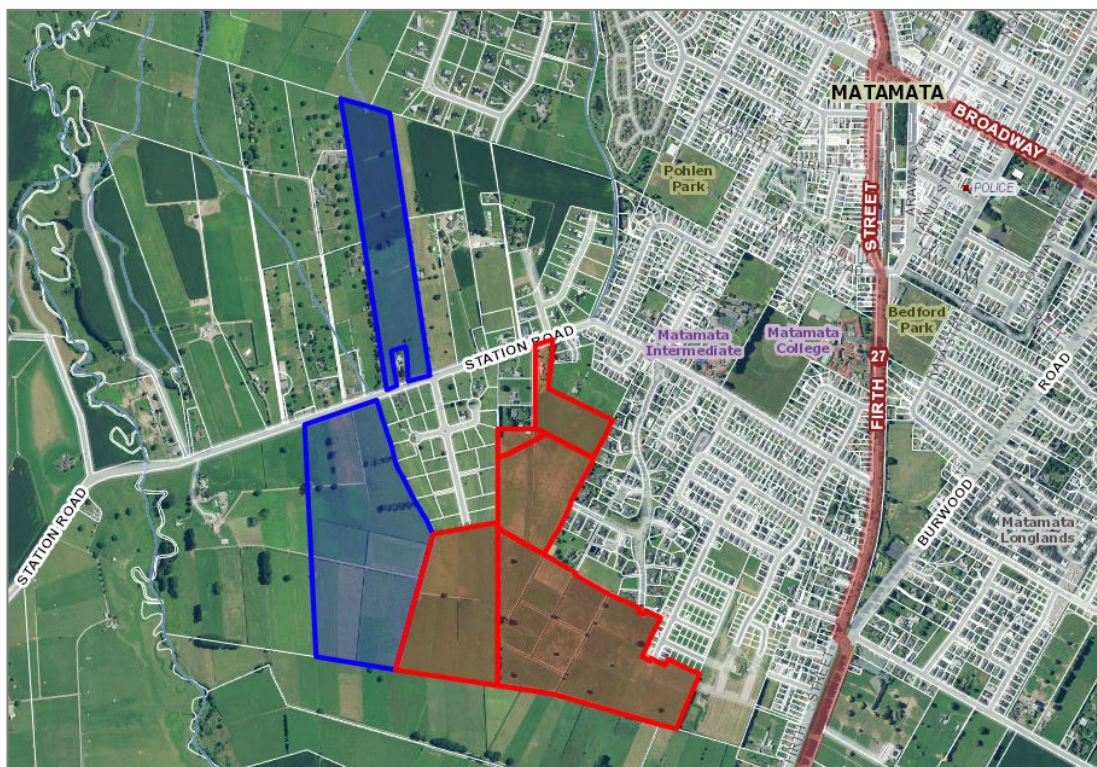 MATAMATA
BROADWAY
Pohlen
Park
POLICE
STREET
STATION ROAD
Matamata
Intermediate
Matamata
College
Bedford
Park
27
FIRTH
ROAD
BURWOOD
STATION ROAD
Matamata
Longlands